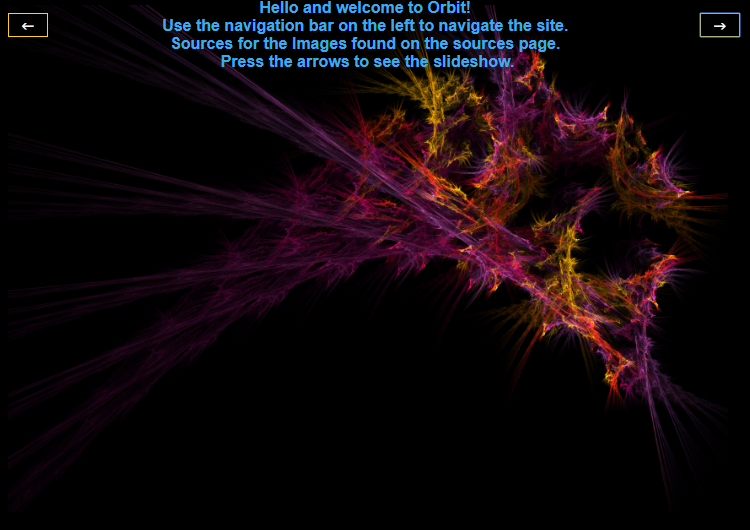 Hello and welcome to Orbit!
Use the navigation bar on the left to navigate the site.
Sources for the Images found on the sources page.
Press the arrows to see the slideshow.
← →